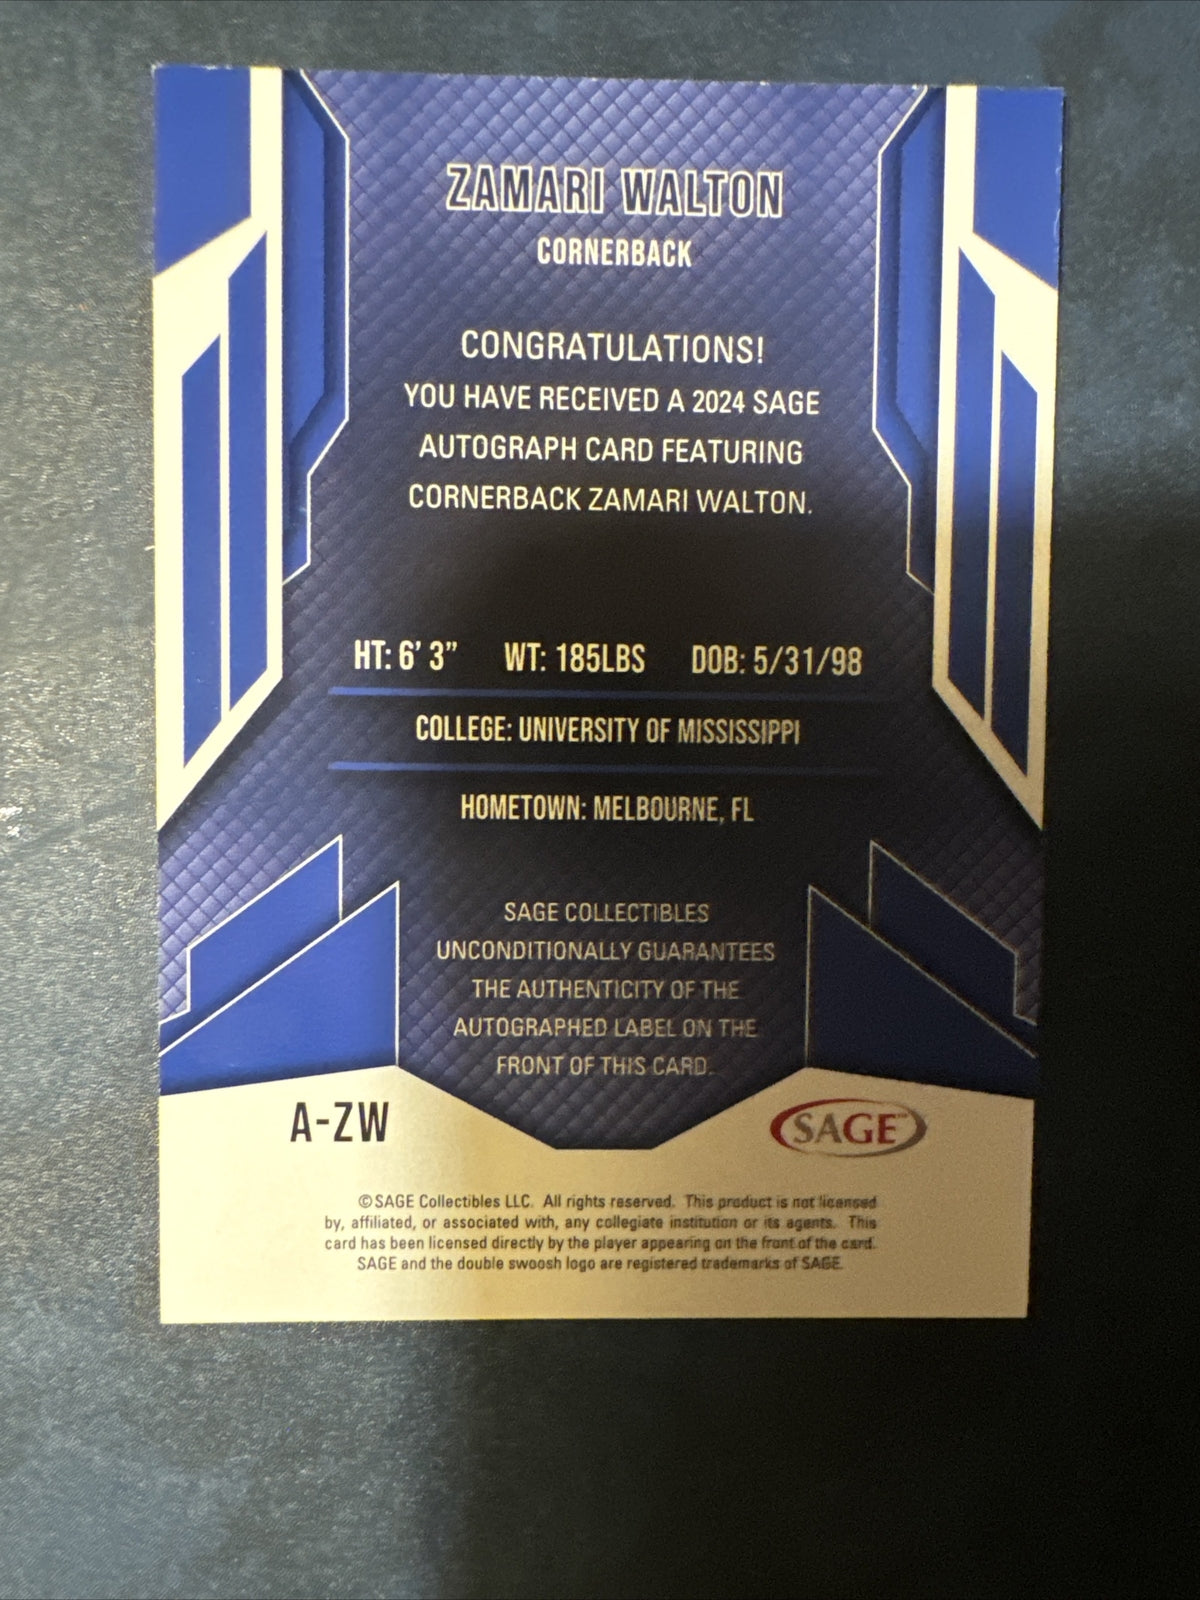 ZAMARI WALTON
CORNERBACK
CONGRATULATIONS!
YOU HAVE RECEIVED A 2024 SAGE
AUTOGRAPH CARD FEATURING
CORNERBACK ZAMARI WALTON.
HT: 6' 3" WT: 185LBS DOB: 5/31/98
COLLEGE: UNIVERSITY OF MISSISSIPPI
HOMETOWN: MELBOURNE, FL
SAGE COLLECTIBLES
UNCONDITIONALLY GUARANTEES
THE AUTHENTICITY OF THE
AUTOGRAPHED LABEL ON THE
FRONT OF THIS CARD.
A-ZW
SAGE™
©SAGE Collectibles LLC. All rights reserved. This product is not licensed
by, affiliated, or associated with, any collegiate institution or its agents. This
card has been licensed directly by the player appearing on the front of the card.
SAGE and the double swoosh logo are registered trademarks of SAGE.